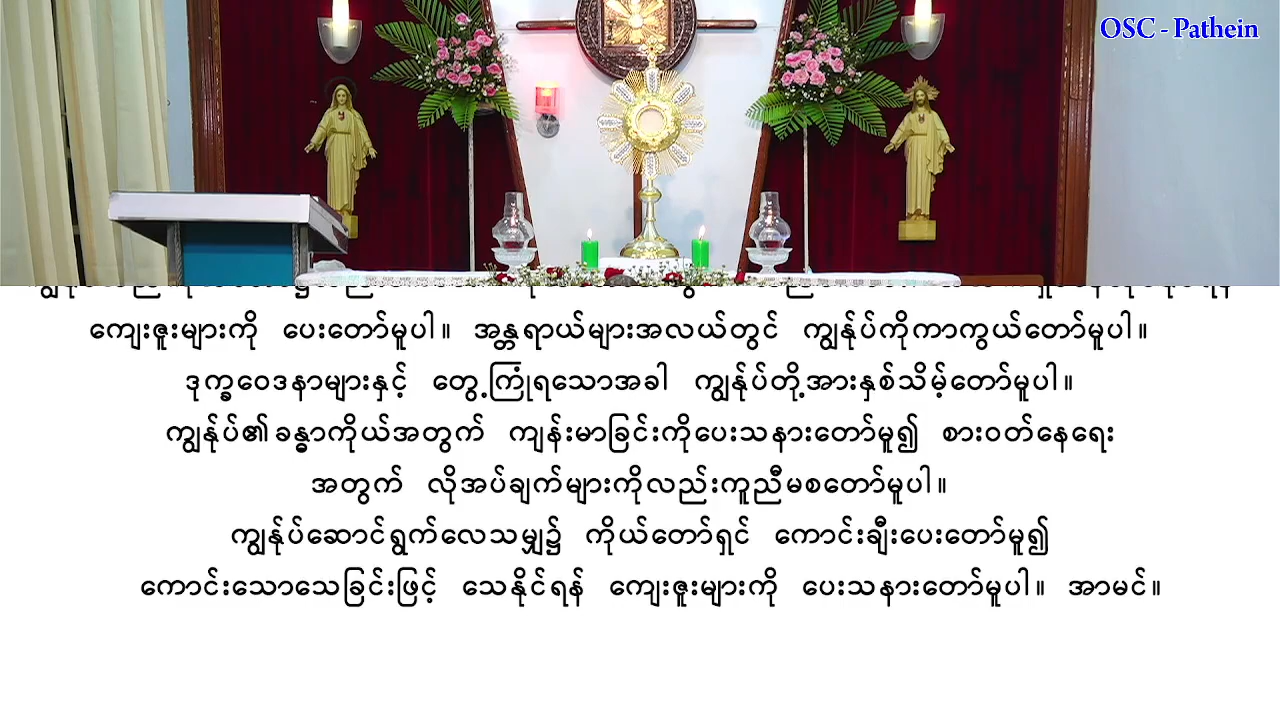 OSC - Pathein
ကျေးဇူးများကို ပေးတော်မူပါ။ အန္တရာယ်များအလယ်တွင် ကျွန်ုပ်ကိုကာကွယ်တော်မူပါ။
ဒုက္ခဝေဒနာများနှင့် တွေ့ကြုံရသောအခါ ကျွန်ုပ်တို့အားနှစ်သိမ့်တော်မူပါ။
ကျွန်ုပ်၏ခန္ဓာကိုယ်အတွက် ကျန်းမာခြင်းကိုပေးသနားတော်မူ၍ စားဝတ်နေရေး
အတွက် လိုအပ်ချက်များကိုလည်းကူညီမစတော်မူပါ။
ကျွန်ုပ်ဆောင်ရွက်လေသမျှ၌ ကိုယ်တော်ရှင် ကောင်းချီးပေးတော်မူ၍
ကောင်းသောသေခြင်းဖြင့် သေနိုင်ရန် ကျေးဇူးများကို ပေးသနားတော်မူပါ။ အာမင်။